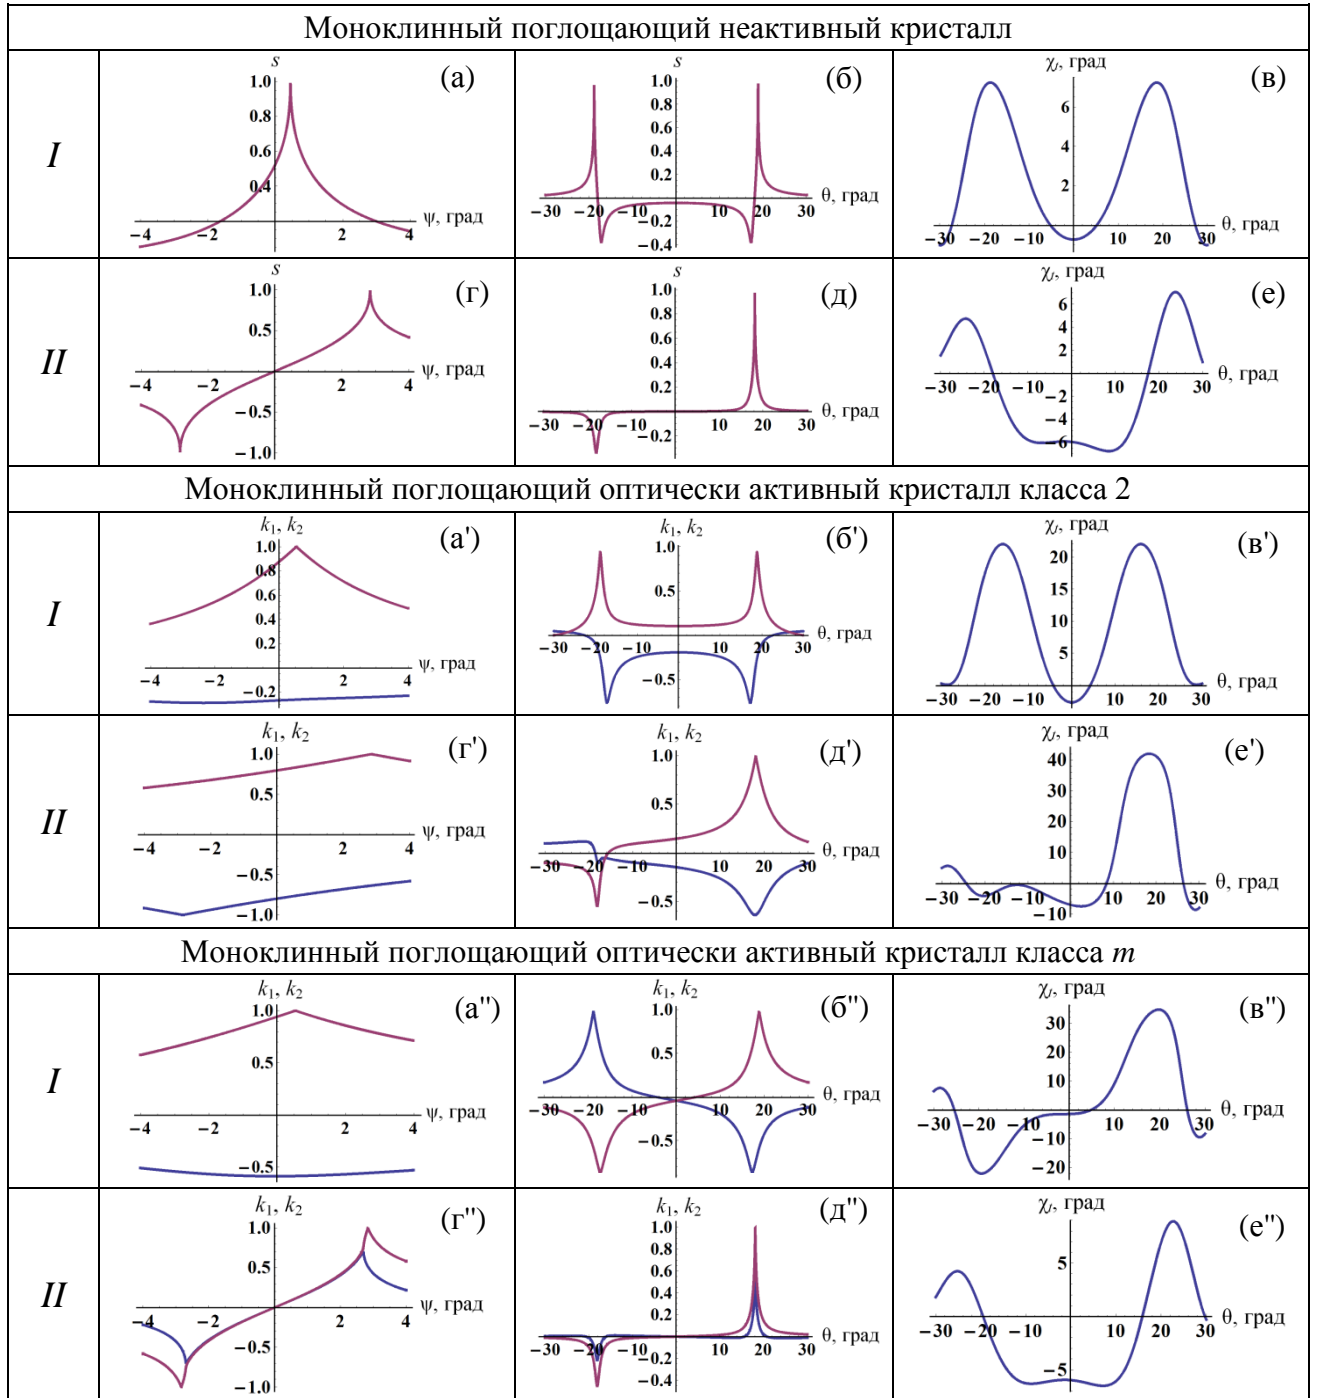 Моноклинный поглощающий неактивный кристалл
I
s
(а)
1.0
0.8
0.6
0.4
−4 −2 2 4
ψ, град
s
(б)
1.0
0.8
0.6
0.4
0.2
−30 −20 −10 10 20 30
θ, град
−0.2
−0.4
χJ, град
(в)
6
4
2
−30 −20 −10 10 20 30
θ, град
II
s
(г)
1.0
0.5
−4 −2 2 4
ψ, град
−0.5
−1.0
s
(д)
1.0
0.8
0.6
0.4
0.2
−30 −20 −10 10 20 30
θ, град
−0.2
χJ, град
(е)
6
4
2
−30 −20 −10 10 20 30
θ, град
−2
−4
−6
Моноклинный поглощающий оптически активный кристалл класса 2
I
k1, k2
(а')
1.0
0.8
0.6
0.4
0.2
−4 −2 2 4
ψ, град
−0.2
k1, k2
(б')
1.0
0.5
−30 −20 −10 10 20 30
θ, град
−0.5
χJ, град
(в')
20
15
10
5
−30 −20 −10 10 20 30
θ, град
II
k1, k2
(г')
1.0
0.5
−4 −2 2 4
ψ, град
−0.5
−1.0
k1, k2
(д')
1.0
0.5
−30 −20 −10 10 20 30
θ, град
−0.5
χJ, град
(е')
40
30
20
10
−30 −20 −10 10 20 30
θ, град
−10
Моноклинный поглощающий оптически активный кристалл класса m
I
k1, k2
(а'')
1.0
0.5
−4 −2 2 4
ψ, град
−0.5
k1, k2
(б'')
1.0
0.5
−30 −20 −10 10 20 30
θ, град
−0.5
χJ, град
(в'')
30
20
10
−30 −20 −10 10 20 30
θ, град
−10
−20
II
k1, k2
(г'')
1.0
0.5
−4 −2 2 4
ψ, град
−0.5
−1.0
k1, k2
(д'')
1.0
0.8
0.6
0.4
0.2
−30 −20 −10 10 20 30
θ, град
−0.2
−0.4
χJ, град
(е'')
5
−30 −20 −10 10 20 30
θ, град
−5